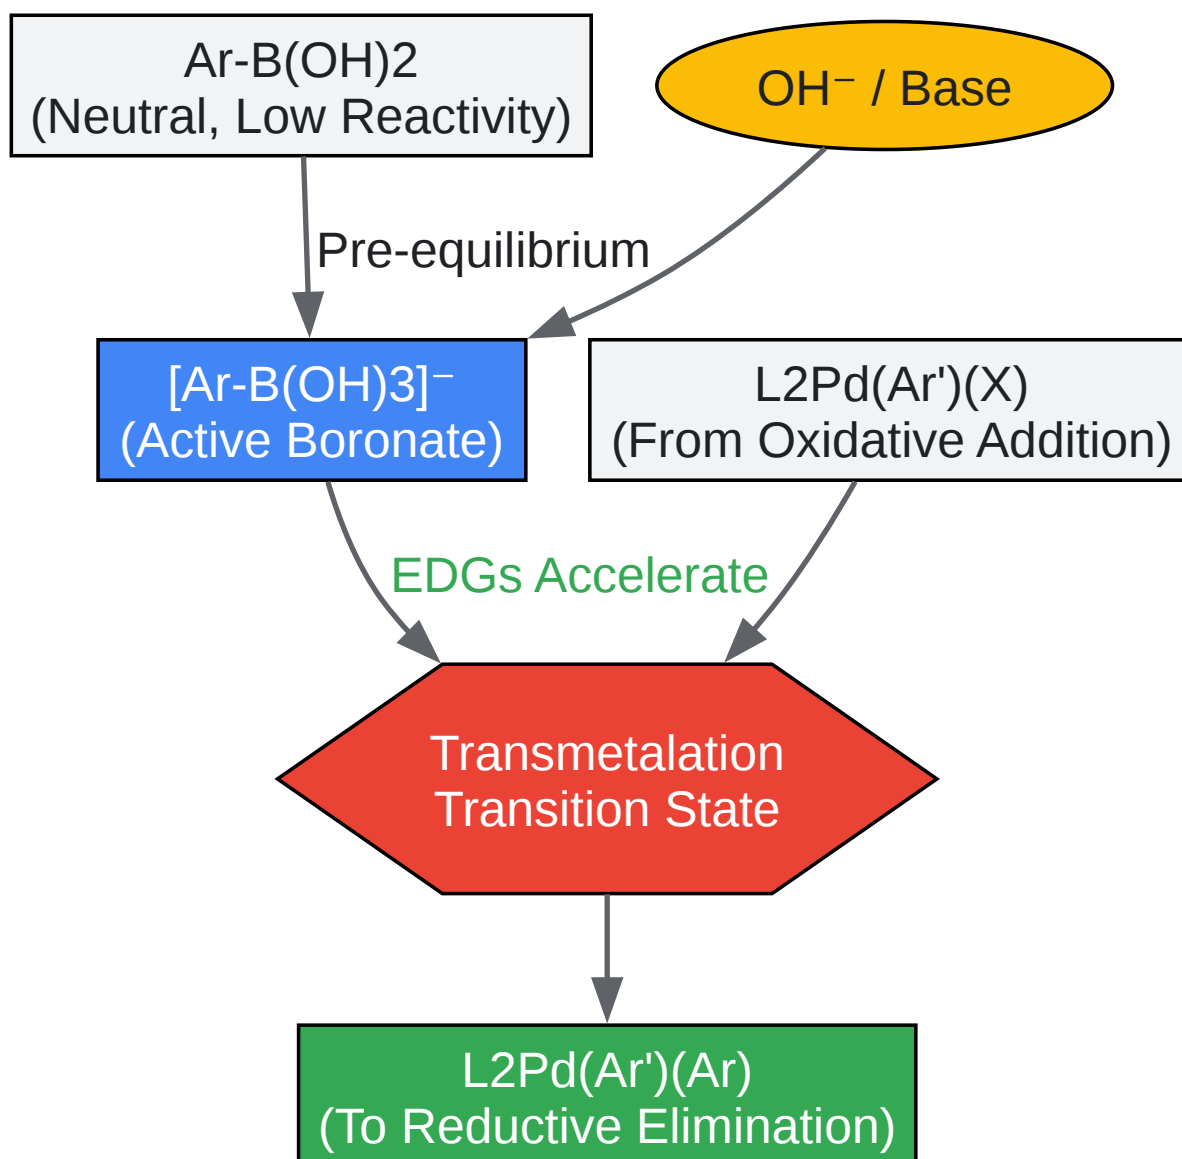 Ar-B(OH)2
(Neutral, Low Reactivity)
OH⁻ / Base
Pre-equilibrium
[Ar-B(OH)3]⁻
(Active Boronate)
L2Pd(Ar')(X)
(From Oxidative Addition)
EDGs Accelerate
Transmetalation
Transition State
L2Pd(Ar')(Ar)
(To Reductive Elimination)